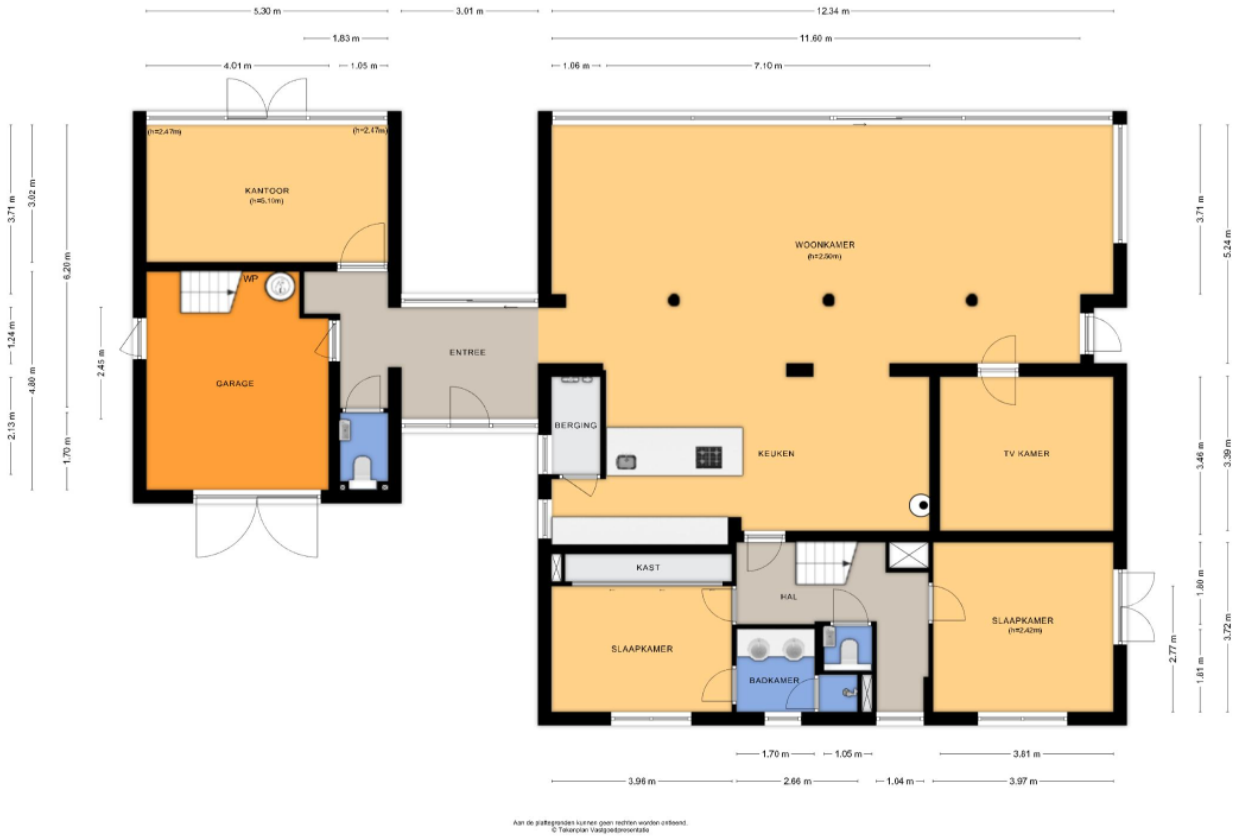 5.30 m
3.01 m
12.34 m
1.83 m
11.60 m
4.01 m
1.05 m
1.06 m
7.10 m
(h=2.47m)
(h=2.47m)
3.71 m
3.02 m
6.20 m
1.24 m
2.45 m
4.80 m
2.13 m
1.70 m
KANTOOR
(h=5.10m)
WP
GARAGE
ENTREE
WOONKAMER
(h=2.50m)
3.71 m
5.24 m
BERGING
KEUKEN
TV KAMER
3.46 m
3.39 m
KAST
HAL
SLAAPKAMER
BADKAMER
SLAAPKAMER
(h=2.42m)
1.80 m
3.72 m
2.77 m
1.81 m
1.70 m
1.05 m
3.81 m
3.96 m
2.66 m
1.04 m
3.97 m
Aan de plattegronden kunnen geen rechten worden ontleend.
© Tekenplan Vastgoedpresentatie